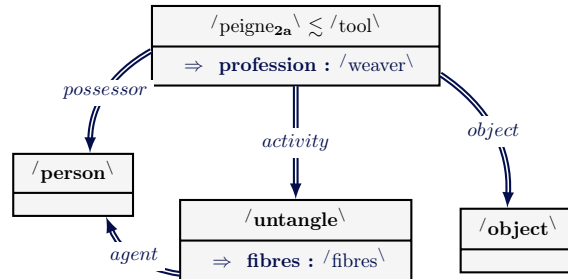 /peigne2a\ ≲ /tool\
⇒ profession : /weaver\
possessor
activity
object
/person\
/untangle\
/object\
agent
⇒ fibres : /fibres\